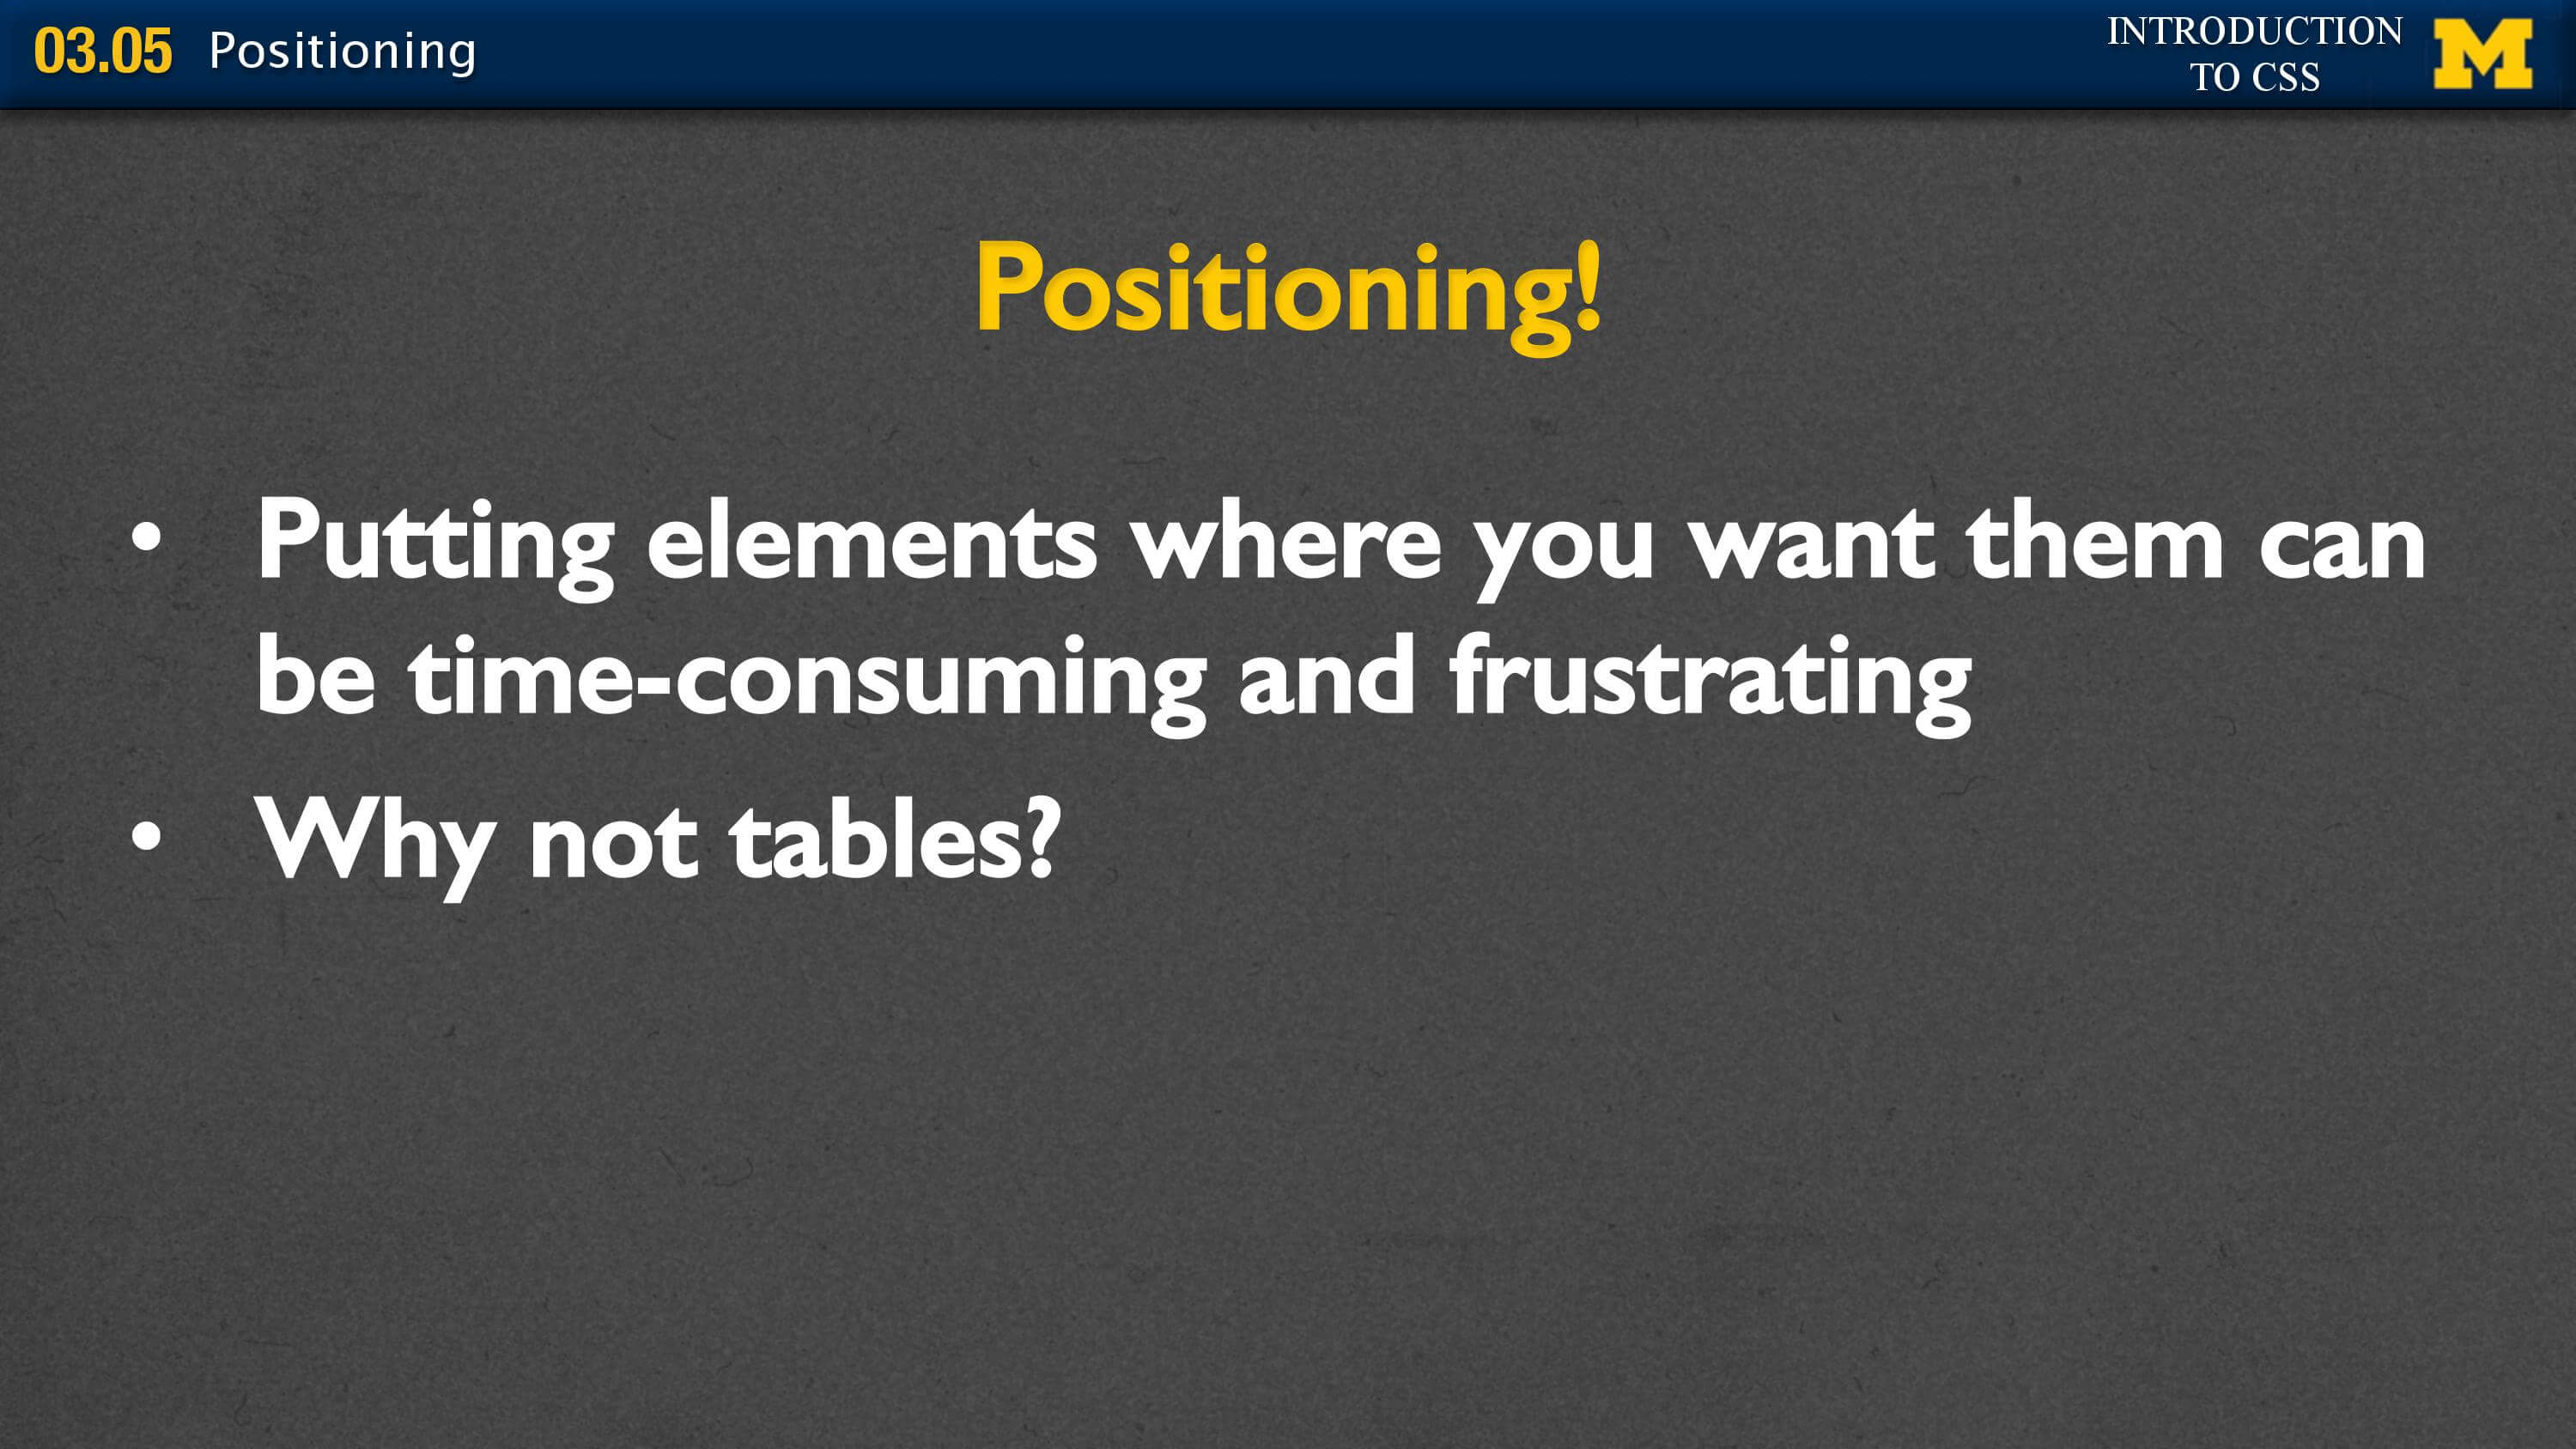 03.05 Positioning
INTRODUCTION
TO CSS
M
Positioning!
• Putting elements where you want them can
be time-consuming and frustrating
• Why not tables?